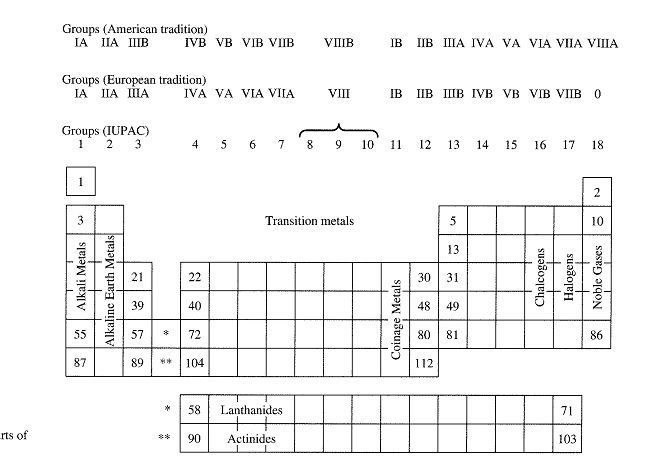 Groups (American tradition)
IA IIA IIIB IVB VB VIB VIIB VIIIB IB IIB IIIA IVA VA VIA VIIA VIIIA
Groups (European tradition)
IA IIA IIIA IVA VA VIA VIIA VIII IB IIB IIIB IVB VB VIB VIIB 0
Groups (IUPAC)
1 2 3 4 5 6 7 8 9 10 11 12 13 14 15 16 17 18
1 2
3 Transition metals 5 10
13
Alkali Metals
Alkaline Earth Metals
Coinage Metals
Chalcogens
Halogens
Noble Gases
21 22 30 31
39 40 48 49
55 57 * 72 80 81 86
87 89 ** 104 112
* 58 Lanthanides 71
rts of ** 90 Actinides 103